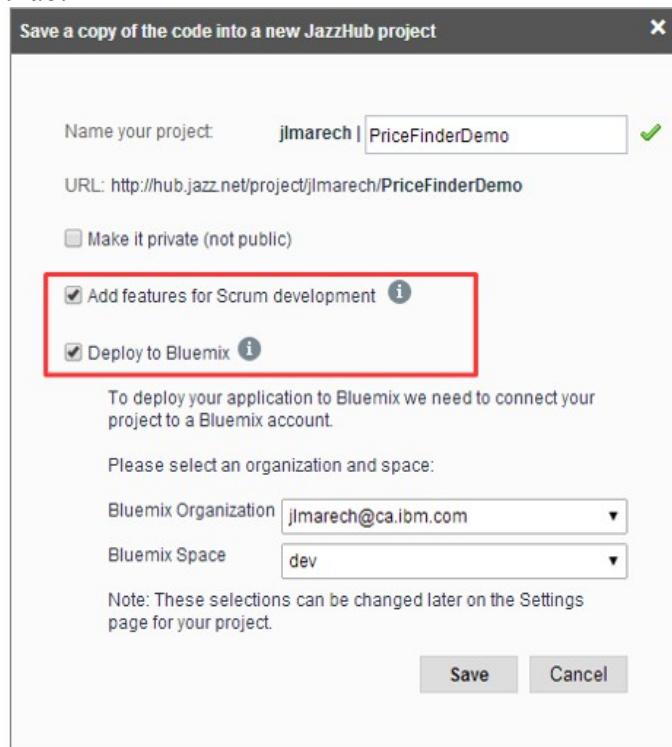 Save a copy of the code into a new JazzHub project
Name your project: jlmarech | PriceFinderDemo
URL: http://hub.jazz.net/project/jlmarech/PriceFinderDemo
Make it private (not public)
Add features for Scrum development
Deploy to Bluemix
To deploy your application to Bluemix we need to connect your
project to a Bluemix account.
Please select an organization and space:
Bluemix Organization jlmarech@ca.ibm.com
Bluemix Space dev
Note: These selections can be changed later on the Settings
page for your project.
Save Cancel